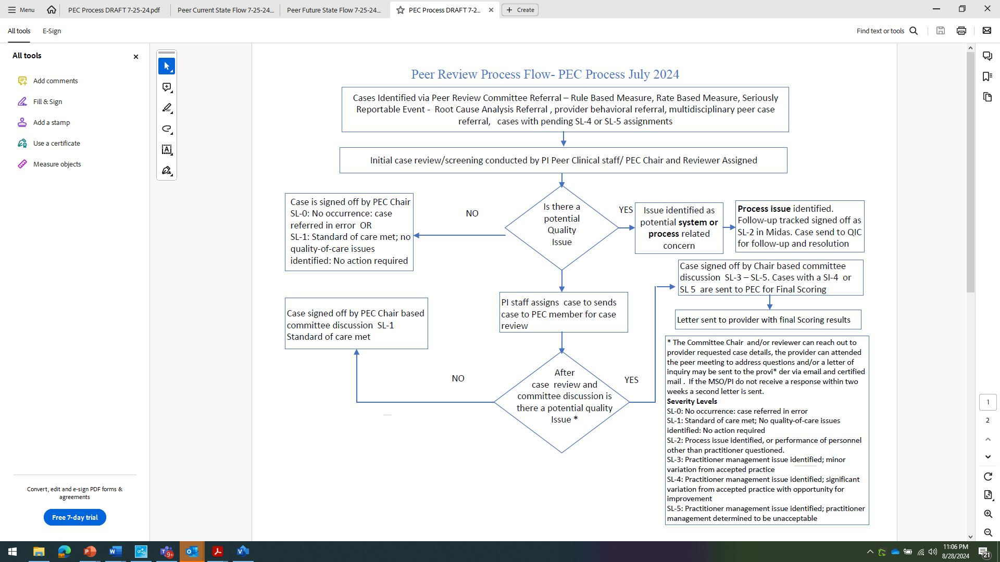 Menu
PEC Process DRAFT 7-25-24.pdf
Peer Current State Flow 7-25-24...
Peer Future State Flow 7-25-24...
PEC Process DRAFT 7-2...
Create
All tools
E-Sign
Find text or tools
All tools
Add comments
Fill & Sign
Add a stamp
Use a certificate
Measure objects
Convert, edit and e-sign PDF forms &
agreements
Free 7-day trial
Peer Review Process Flow- PEC Process July 2024
Cases Identified via Peer Review Committee Referral – Rule Based Measure, Rate Based Measure, Seriously
Reportable Event - Root Cause Analysis Referral , provider behavioral referral, multidisciplinary peer case
referral, cases with pending SL-4 or SL-5 assignments
Initial case review/screening conducted by PI Peer Clinical staff/ PEC Chair and Reviewer Assigned
Is there a
potential
Quality
Issue
NO
Case is signed off by PEC Chair
SL-0: No occurrence: case
referred in error OR
SL-1: Standard of care met; no
quality-of-care issues
identified: No action required
YES
Issue identified as
potential system or
process related
concern
Process issue identified.
Follow-up tracked signed off as
SL-2 in Midas. Case send to QIC
for follow-up and resolution
PI staff assigns case to sends
case to PEC member for case
review
After
case review and
committee discussion is
there a potential quality
Issue *
NO
Case signed off by PEC Chair based
committee discussion SL-1
Standard of care met
YES
Case signed off by Chair based committee
discussion SL-3 – SL-5. Cases with a SI-4 or
SL 5 are sent to PEC for Final Scoring
Letter sent to provider with final Scoring results
* The Committee Chair and/or reviewer can reach out to
provider requested case details, the provider can attended
the peer meeting to address questions and/or a letter of
inquiry may be sent to the provi* der via email and certified
mail . If the MSO/PI do not receive a response within two
weeks a second letter is sent.
Severity Levels
SL-0: No occurrence: case referred in error
SL-1: Standard of care met; No quality-of-care issues
identified: No action required
SL-2: Process issue identified, or performance of personnel
other than practitioner questioned.
SL-3: Practitioner management issue identified; minor
variation from accepted practice
SL-4: Practitioner management issue identified; significant
variation from accepted practice with opportunity for
improvement
SL-5: Practitioner management issue identified; practitioner
management determined to be unacceptable
1
2
9+
11:06 PM
8/28/2024
21